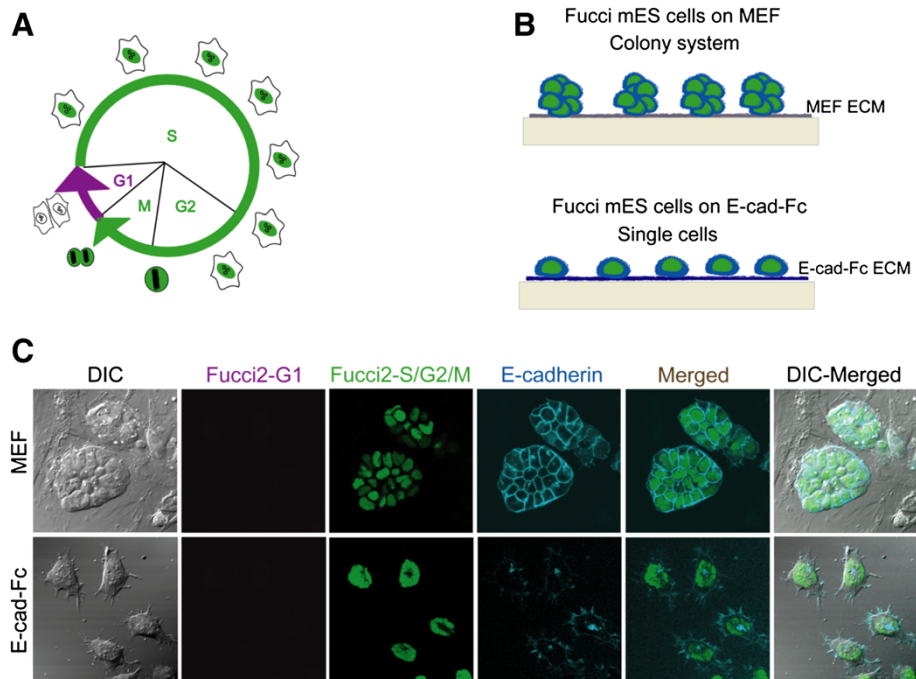 A
S
G1
M
G2
B
Fucci mES cells on MEF
Colony system
MEF ECM
Fucci mES cells on E-cad-Fc
Single cells
E-cad-Fc ECM
C
DIC
Fucci2-G1
Fucci2-S/G2/M
E-cadherin
Merged
DIC-Merged
MEF
E-cad-Fc